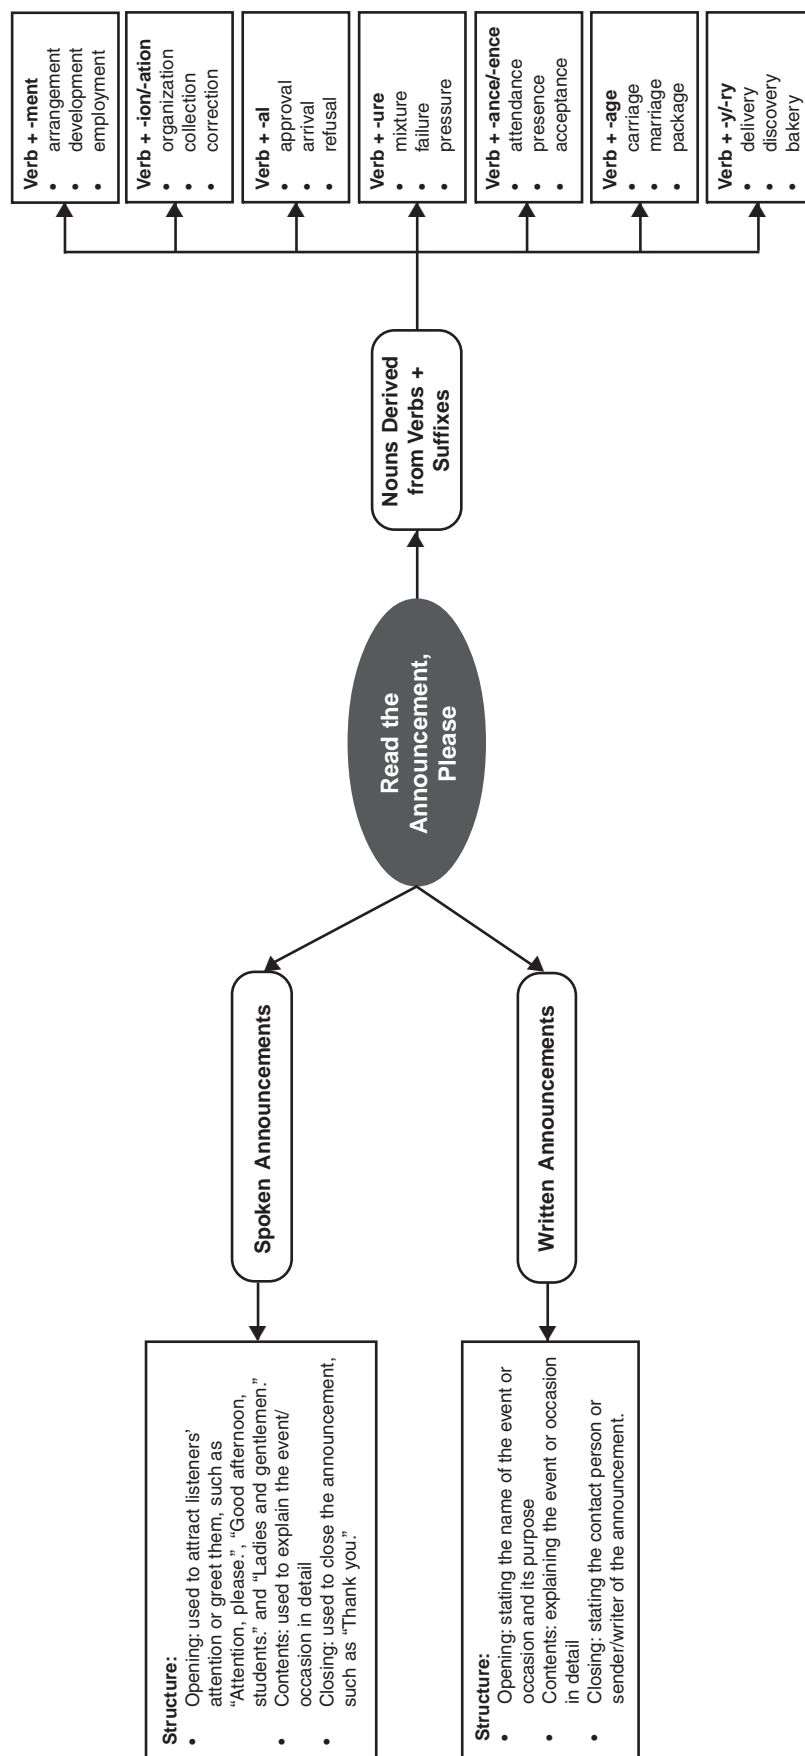 Structure:
• Opening: used to attract listeners’
attention or greet them, such as
“Attention, please.”, “Good afternoon,
students.” and “Ladies and gentlemen.”
• Contents: used to explain the event/
occasion in detail
• Closing: used to close the announcement,
such as “Thank you.”
Spoken Announcements
Structure:
• Opening: stating the name of the event or
occasion and its purpose
• Contents: explaining the event or occasion
in detail
• Closing: stating the contact person or
sender/writer of the announcement.
Written Announcements
Read the
Announcement,
Please
Nouns Derived
from Verbs +
Suffixes
Verb + -ment
• arrangement
• development
• employment
Verb + -ion/-ation
• organization
• collection
• correction
Verb + -al
• approval
• arrival
• refusal
Verb + -ure
• mixture
• failure
• pressure
Verb + -ance/-ence
• attendance
• presence
• acceptance
Verb + -age
• carriage
• marriage
• package
Verb + -y/-ry
• delivery
• discovery
• bakery